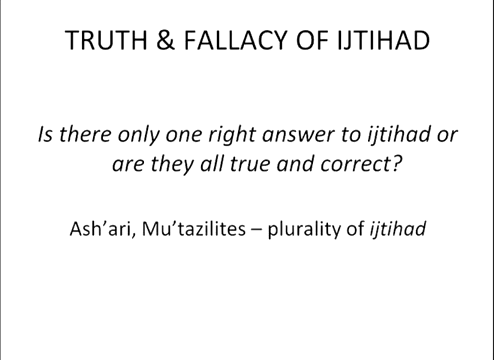 TRUTH & FALLACY OF IJTIHAD
Is there only one right answer to ijtihad or
are they all true and correct?
Ash’ari, Mu’tazilites – plurality of ijtihad